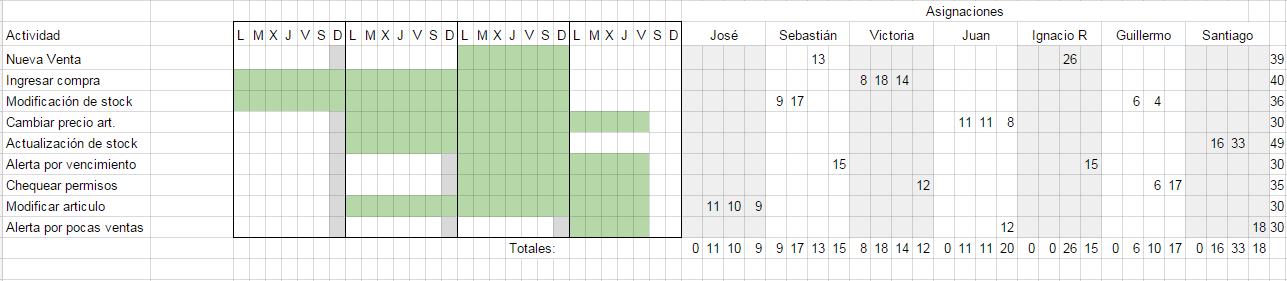 Asignaciones
Actividad L M X J V S D L M X J V S D L M X J V S D L M X J V S D José Sebastián Victoria Juan Ignacio R Guillermo Santiago
Nueva Venta 13 26 39
Ingresar compra 8 18 14 40
Modificación de stock 9 17 6 4 36
Cambiar precio art. 11 11 8 30
Actualización de stock 16 33 49
Alerta por vencimiento 15 15 30
Chequear permisos 12 6 17 35
Modificar articulo 11 10 9 30
Alerta por pocas ventas 12 18 30
Totales: 0 11 10 9 9 17 13 15 8 18 14 12 0 11 11 20 0 0 26 15 0 6 10 17 0 16 33 18